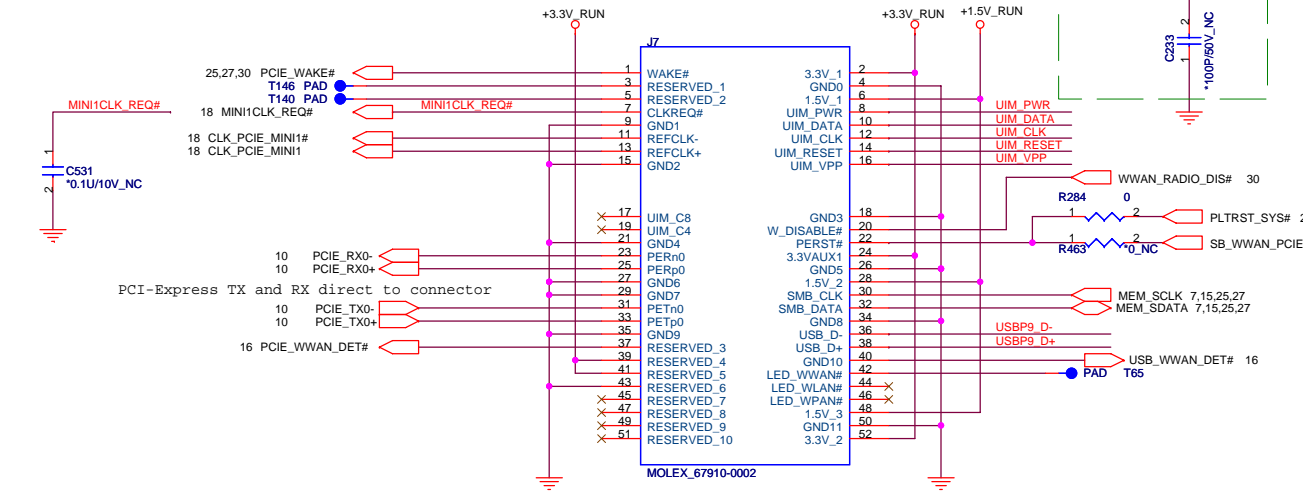 +3.3V_RUN
+3.3V_RUN
+1.5V_RUN
2
C233
1
*100P/50V_NC
J7
25,27,30 PCIE_WAKE#
1 WAKE#
3.3V_1 2
T146 PAD
3 RESERVED_1
GND0 4
T140 PAD
5 RESERVED_2
1.5V_1 6
MINI1CLK_REQ#
18 MINI1CLK_REQ#
MINI1CLK_REQ#
7 CLKREQ#
UIM_PWR 8
UIM_PWR
9 GND1
UIM_DATA 10
UIM_DATA
18 CLK_PCIE_MINI1#
11 REFCLK-
UIM_CLK 12
UIM_CLK
18 CLK_PCIE_MINI1
13 REFCLK+
UIM_RESET 14
UIM_RESET
15 GND2
UIM_VPP 16
UIM_VPP
1
C531
*0.1U/10V_NC
2
WWAN_RADIO_DIS# 30
R284 0
17 UIM_C8
GND3 18
1 2
PLTRST_SYS# 2
19 UIM_C4
W_DISABLE# 20
21 GND4
PERST# 22
R463 *0_NC
1 2
SB_WWAN_PCIE
10 PCIE_RX0-
23 PERn0
3.3VAUX1 24
10 PCIE_RX0+
25 PERp0
GND5 26
27 GND6
1.5V_2 28
PCI-Express TX and RX direct to connector
29 GND7
SMB_CLK 30
MEM_SCLK 7,15,25,27
10 PCIE_TX0-
31 PETn0
SMB_DATA 32
MEM_SDATA 7,15,25,27
10 PCIE_TX0+
33 PETp0
GND8 34
35 GND9
USB_D- 36
USBP9_D-
16 PCIE_WWAN_DET#
37 RESERVED_3
USB_D+ 38
USBP9_D+
39 RESERVED_4
GND10 40
USB_WWAN_DET# 16
41 RESERVED_5
LED_WWAN# 42
PAD T65
43 RESERVED_6
LED_WLAN# 44
45 RESERVED_7
LED_WPAN# 46
47 RESERVED_8
1.5V_3 48
49 RESERVED_9
GND11 50
51 RESERVED_10
3.3V_2 52
MOLEX_67910-0002